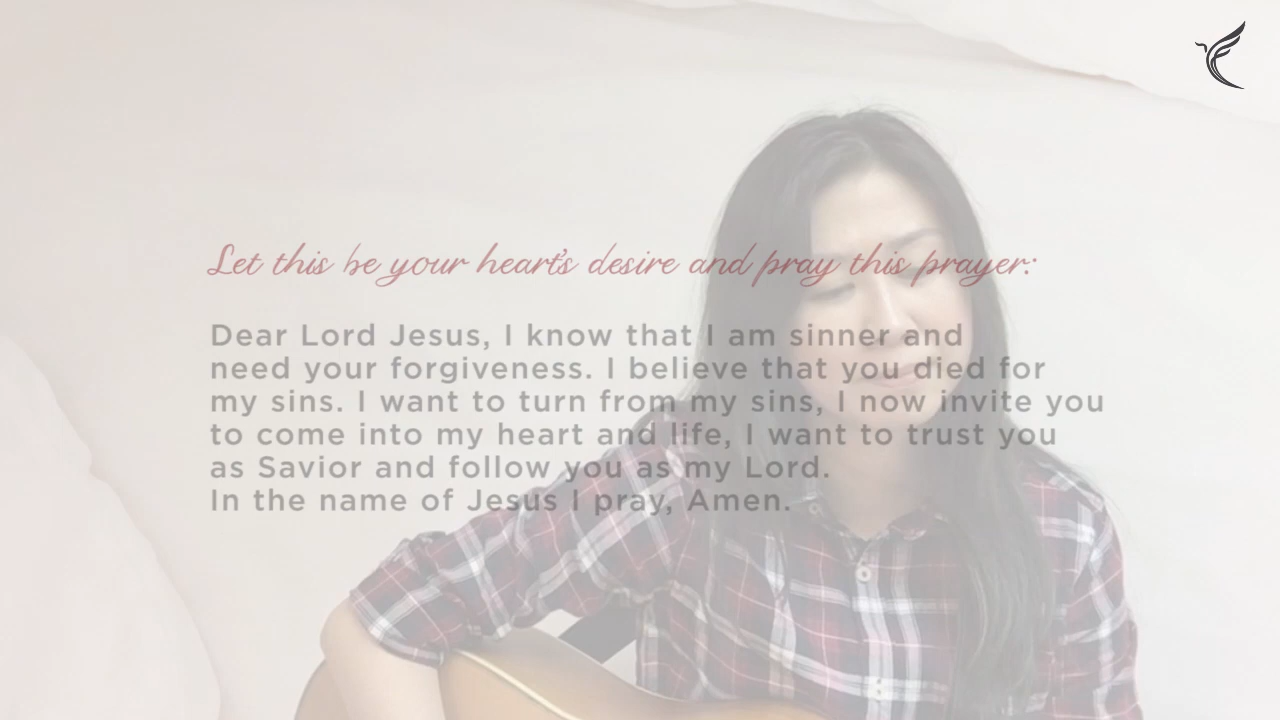 Let this be your heart's desire and pray this prayer:
Dear Lord Jesus, I know that I am sinner and
need your forgiveness. I believe that you died for
my sins. I want to turn from my sins, I now invite you
to come into my heart and life, I want to trust you
as Savior and follow you as my Lord.
In the name of Jesus I pray, Amen.